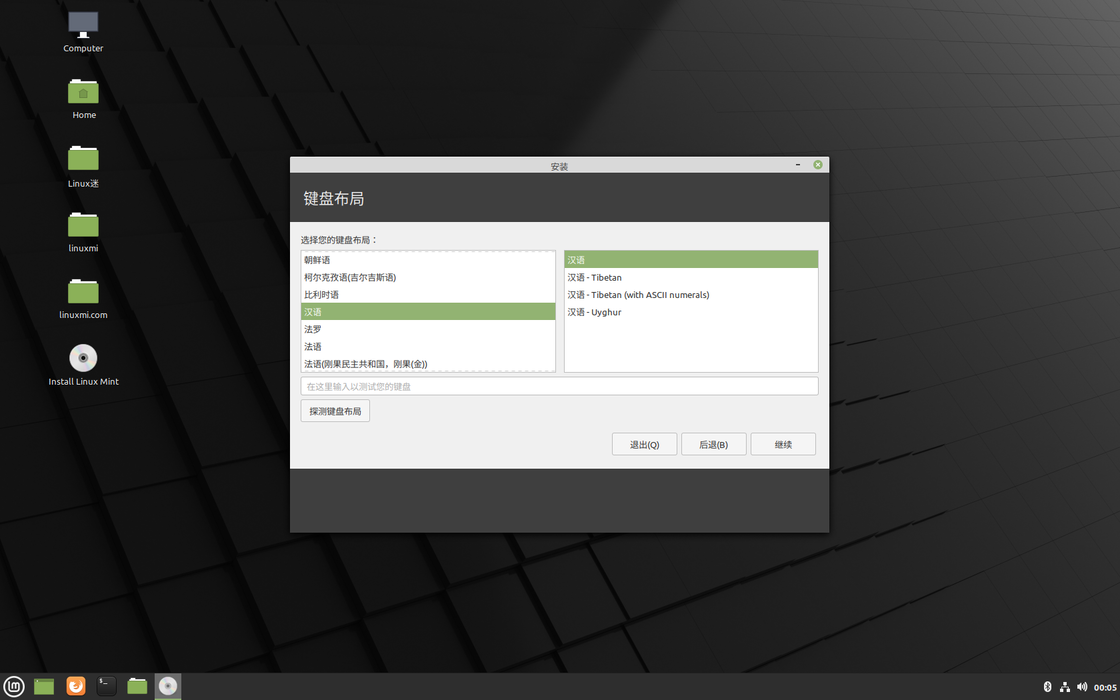 Computer
Home
Linux迷
linuxmi
linuxmi.com
Install Linux Mint
安装
键盘布局
选择您的键盘布局：
朝鲜语
柯尔克孜语(吉尔吉斯语)
比利时语
汉语
法罗
法语
法语(刚果民主共和国，刚果(金))
汉语
汉语 - Tibetan
汉语 - Tibetan (with ASCII numerals)
汉语 - Uyghur
在这里输入以测试您的键盘
探测键盘布局
退出(Q)
后退(B)
继续
00:05